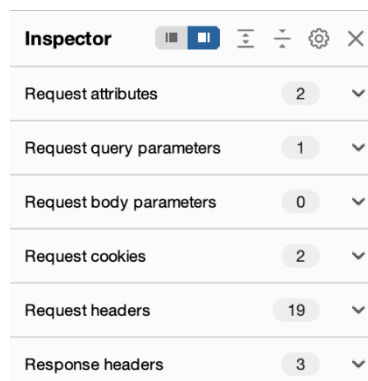 Inspector
Request attributes 2
Request query parameters 1
Request body parameters 0
Request cookies 2
Request headers 19
Response headers 3